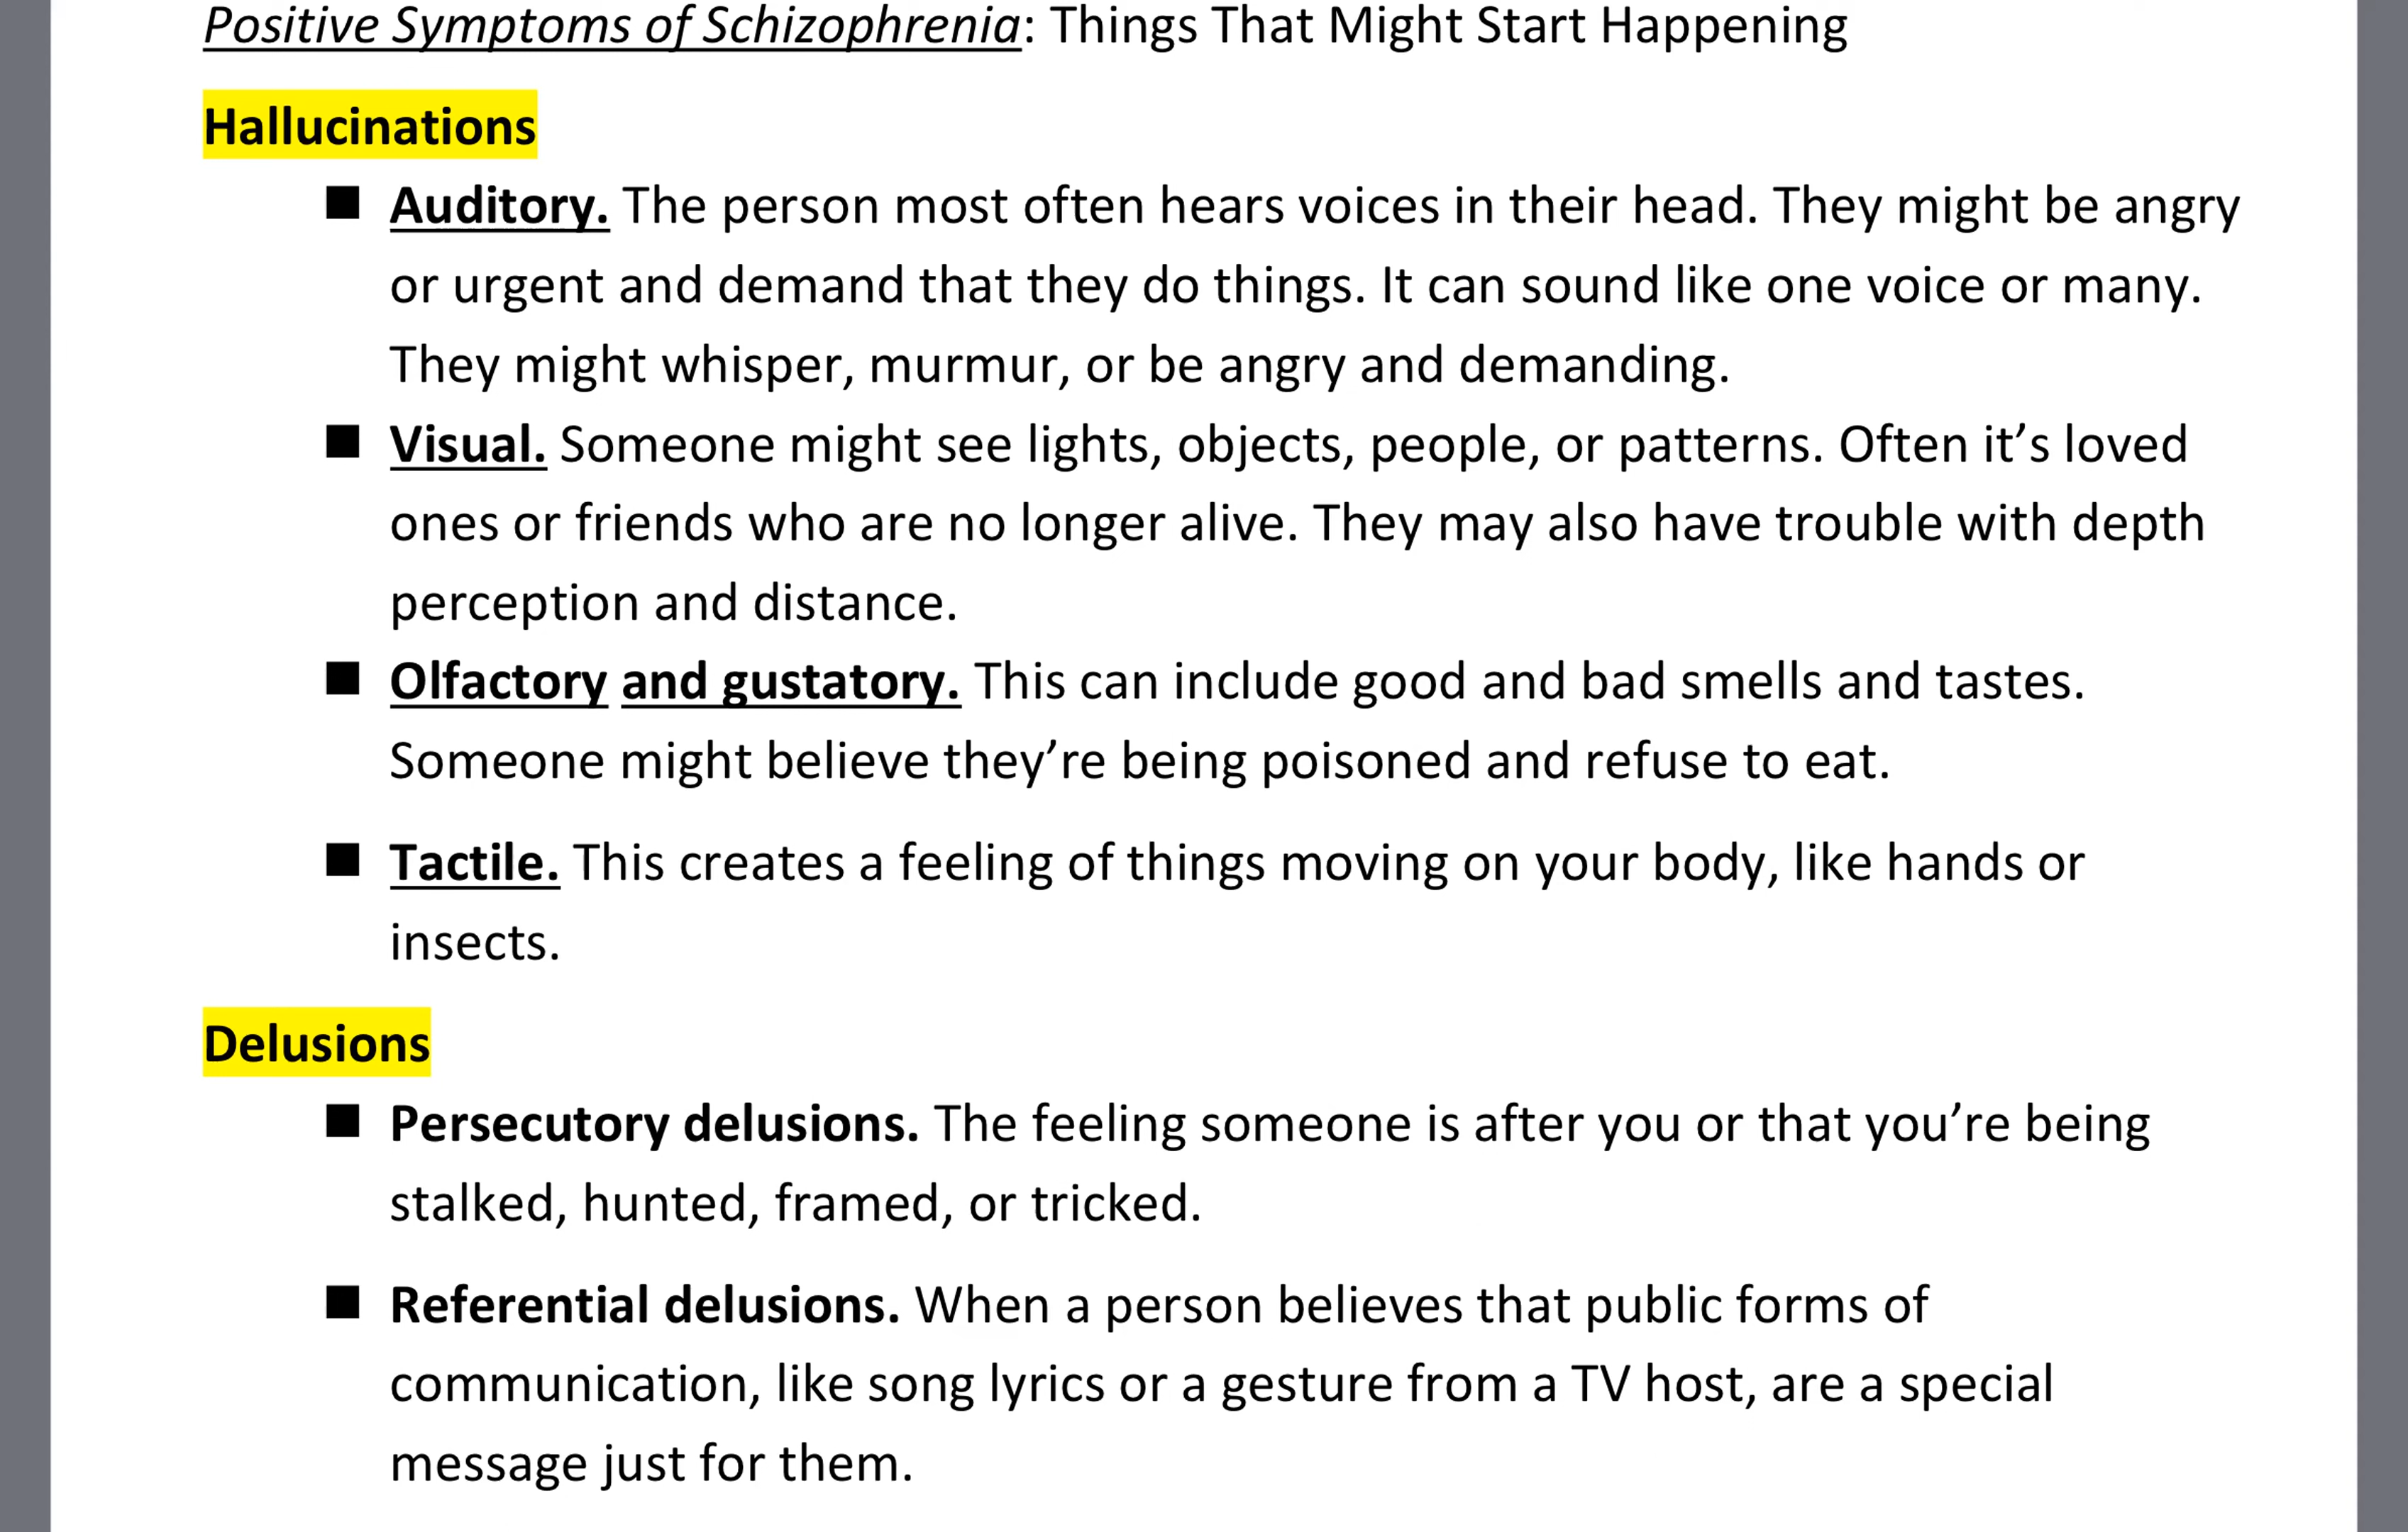 Positive Symptoms of Schizophrenia: Things That Might Start Happening
Hallucinations
■ Auditory. The person most often hears voices in their head. They might be angry
or urgent and demand that they do things. It can sound like one voice or many.
They might whisper, murmur, or be angry and demanding.
■ Visual. Someone might see lights, objects, people, or patterns. Often it’s loved
ones or friends who are no longer alive. They may also have trouble with depth
perception and distance.
■ Olfactory and gustatory. This can include good and bad smells and tastes.
Someone might believe they’re being poisoned and refuse to eat.
■ Tactile. This creates a feeling of things moving on your body, like hands or
insects.
Delusions
■ Persecutory delusions. The feeling someone is after you or that you’re being
stalked, hunted, framed, or tricked.
■ Referential delusions. When a person believes that public forms of
communication, like song lyrics or a gesture from a TV host, are a special
message just for them.